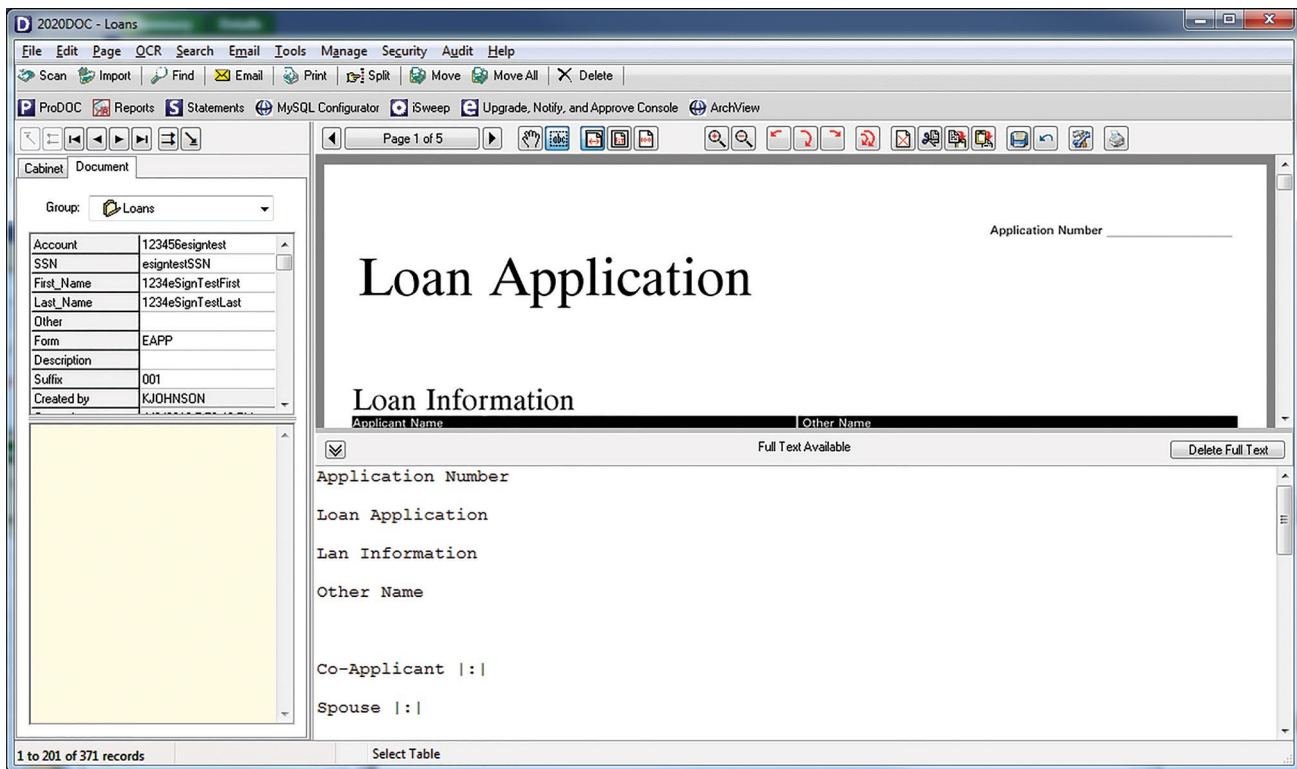 2020DOC - Loans
File Edit Page OCR Search Email Tools Manage Security Audit Help
Scan Import Find Email Print Split Move Move All Delete
ProDOC Reports Statements MySQL Configurator iSweep Upgrade, Notify, and Approve Console ArchView
Page 1 of 5
Cabinet Document
Group: Loans
Account 123456esigntest
SSN esigntestSSN
First_Name 1234eSignTestFirst
Last_Name 1234eSignTestLast
Other
Form EAPP
Description
Suffix 001
Created by KJOHNSON
Application Number
Loan Application
Loan Information
Applicant Name Other Name
Full Text Available Delete Full Text
Application Number
Loan Application
Lan Information
Other Name
Co-Applicant |:|
Spouse |:|
1 to 201 of 371 records Select Table